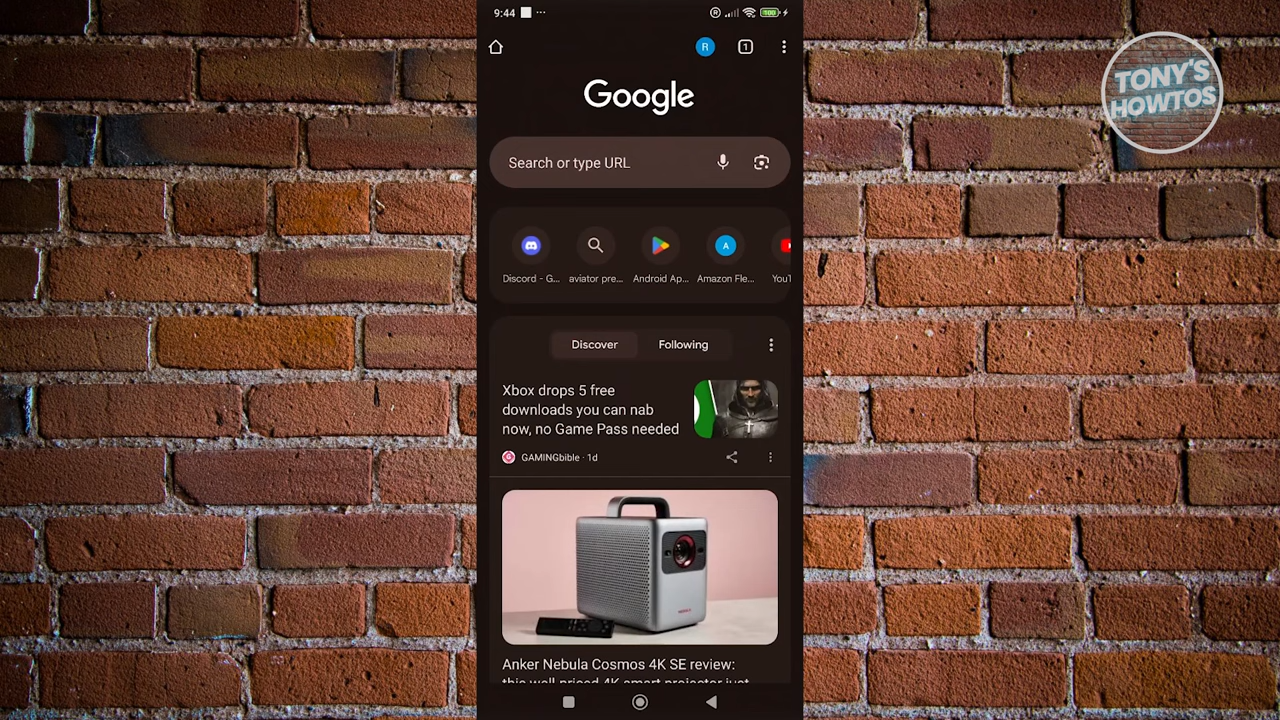 9:44
100
R
1
TONY'S
HOWTOS
Google
Search or type URL
A
Discord - G...
aviator pre...
Android Ap...
Amazon Fle...
YouT
Discover
Following
Xbox drops 5 free
downloads you can nab
now, no Game Pass needed
GAMINGbible · 1d
Anker Nebula Cosmos 4K SE review: